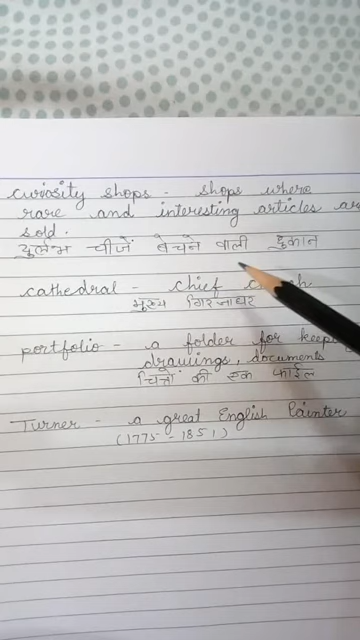 curiosity shops - shops where
rare and interesting articles are
sold.
दुर्लभ चीजें बेचने वाली दुकान
cathedral - chief
मुख्य गिरजाघर
portfolio - a folder for keeping
drawings, documents
चित्रों की एक फाईल
Turner - a great English Painter
(1775 - 1851)